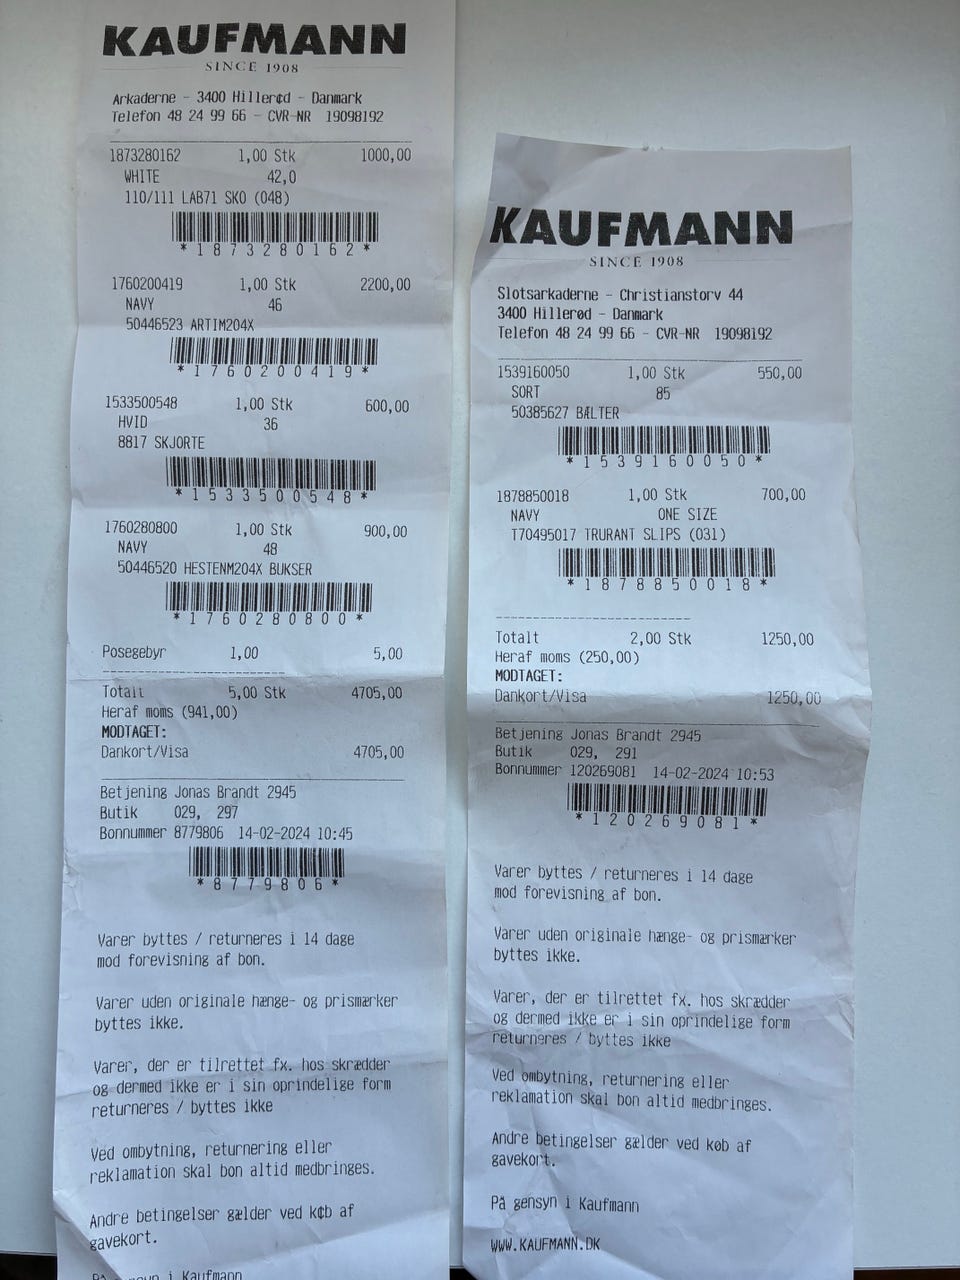 KAUFMANN
SINCE 1908
Arkaderne - 3400 Hillerød - Danmark
Telefon 48 24 99 66 - CVR-NR 19098192
1873280162 1,00 Stk 1000,00
WHITE 42,0
110/111 LAB71 SKO (048)
*1873280162*
1760200419 1,00 Stk 2200,00
NAVY 46
50446523 ARTIM204X
*1760200419*
1533500548 1,00 Stk 600,00
HVID 36
8817 SKJORTE
*1533500548*
1760280800 1,00 Stk 900,00
NAVY 48
50446520 HESTENM204X BUKSER
*1760280800*
Posegebyr 1,00 5,00
Totalt 5,00 Stk 4705,00
Heraf moms (941,00)
MODTAGET:
Dankort/Visa 4705,00
Betjening Jonas Brandt 2945
Butik 029, 297
Bonnummer 8779806 14-02-2024 10:45
*8779806*
Varer byttes / returneres i 14 dage
mod forevisning af bon.
Varer uden originale hænge- og prismærker
byttes ikke.
Varer, der er tilrettet fx. hos skrædder
og dermed ikke er i sin oprindelige form
returneres / byttes ikke
Ved ombytning, returnering eller
reklamation skal bon altid medbringes.
Andre betingelser gælder ved køb af
gavekort.
På gensyn i Kaufmann
KAUFMANN
SINCE 1908
Slotsarkaderne - Christianstorv 44
3400 Hillerød - Danmark
Telefon 48 24 99 66 - CVR-NR 19098192
1539160050 1,00 Stk 550,00
SORT 85
50385627 BÆLTER
*1539160050*
1878850018 1,00 Stk 700,00
NAVY ONE SIZE
T70495017 TRURANT SLIPS (031)
*1878850018*
Totalt 2,00 Stk 1250,00
Heraf moms (250,00)
MODTAGET:
Dankort/Visa 1250,00
Betjening Jonas Brandt 2945
Butik 029, 291
Bonnummer 120269081 14-02-2024 10:53
*120269081*
Varer byttes / returneres i 14 dage
mod forevisning af bon.
Varer uden originale hænge- og prismærker
byttes ikke.
Varer, der er tilrettet fx. hos skrædder
og dermed ikke er i sin oprindelige form
returneres / byttes ikke
Ved ombytning, returnering eller
reklamation skal bon altid medbringes.
Andre betingelser gælder ved køb af
gavekort.
På gensyn i Kaufmann
WWW.KAUFMANN.DK